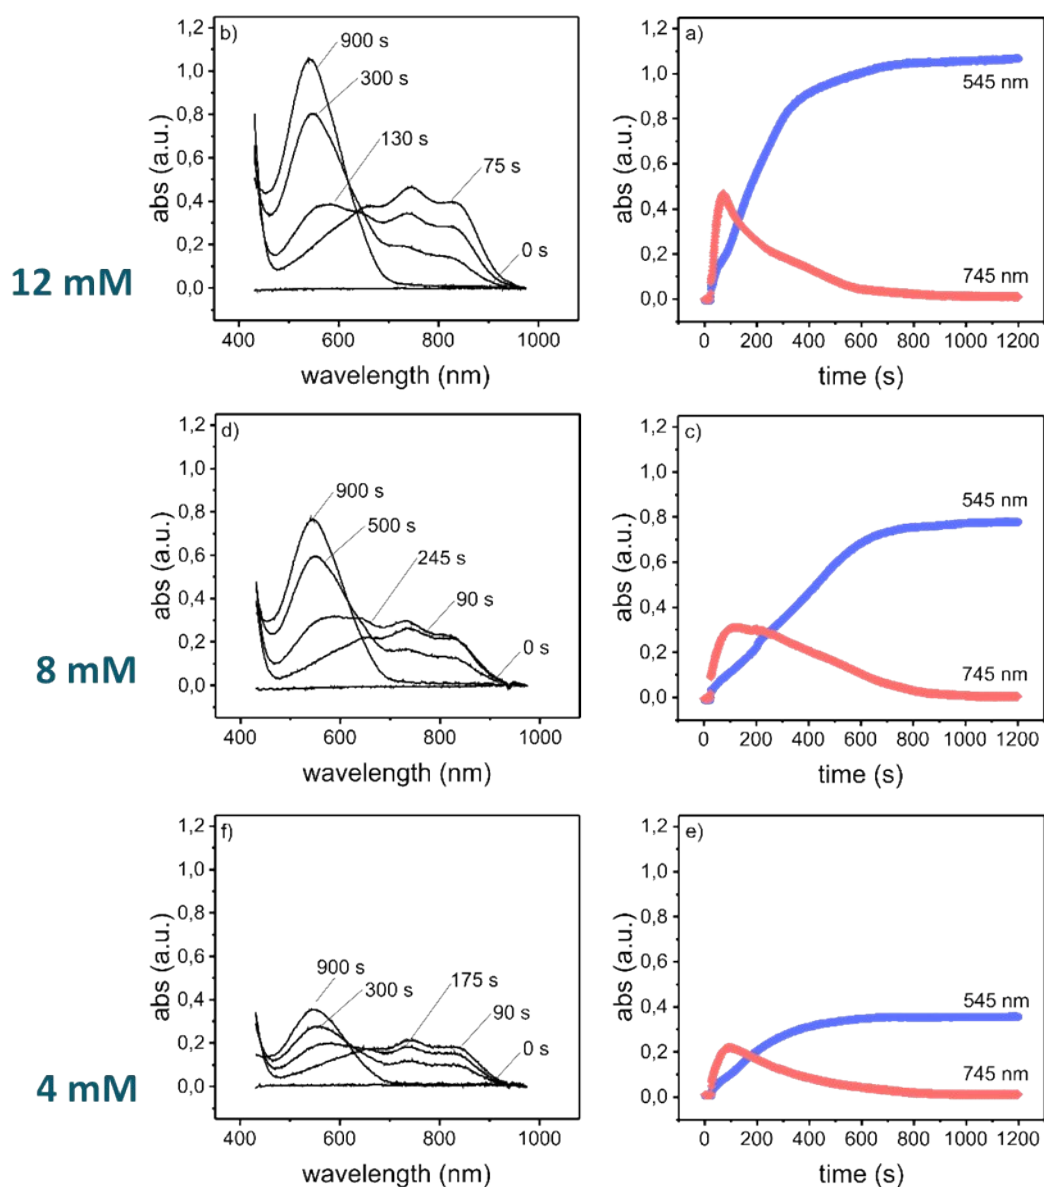 b)
900 s
300 s
130 s
75 s
0 s
1,2
1,0
0,8
0,6
0,4
0,2
0,0
abs (a.u.)
400 600 800 1000
wavelength (nm)
a)
545 nm
745 nm
1,2
1,0
0,8
0,6
0,4
0,2
0,0
abs (a.u.)
0 200 400 600 800 1000 1200
time (s)
12 mM
d)
900 s
500 s
245 s
90 s
0 s
1,2
1,0
0,8
0,6
0,4
0,2
0,0
abs (a.u.)
400 600 800 1000
wavelength (nm)
c)
545 nm
745 nm
1,2
1,0
0,8
0,6
0,4
0,2
0,0
abs (a.u.)
0 200 400 600 800 1000 1200
time (s)
8 mM
f)
900 s
300 s
175 s
90 s
0 s
1,2
1,0
0,8
0,6
0,4
0,2
0,0
abs (a.u.)
400 600 800 1000
wavelength (nm)
e)
545 nm
745 nm
1,2
1,0
0,8
0,6
0,4
0,2
0,0
abs (a.u.)
0 200 400 600 800 1000 1200
time (s)
4 mM